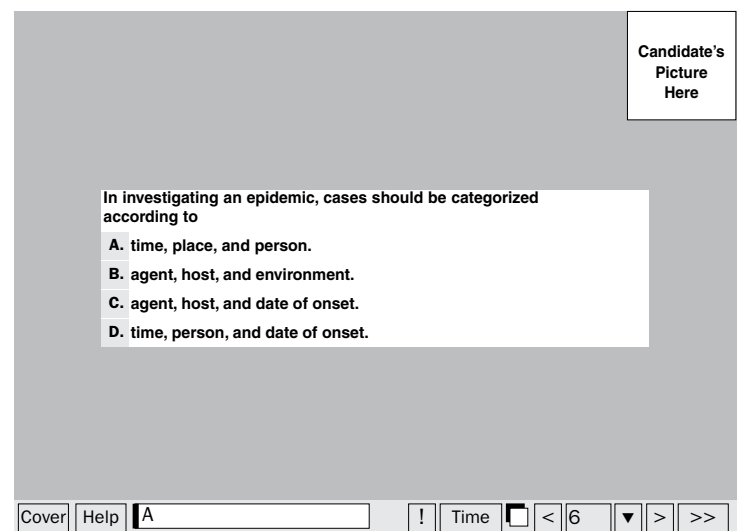 Candidate's
Picture
Here
In investigating an epidemic, cases should be categorized
according to
A. time, place, and person.
B. agent, host, and environment.
C. agent, host, and date of onset.
D. time, person, and date of onset.
Cover Help A ! Time < 6 ▼ > >>